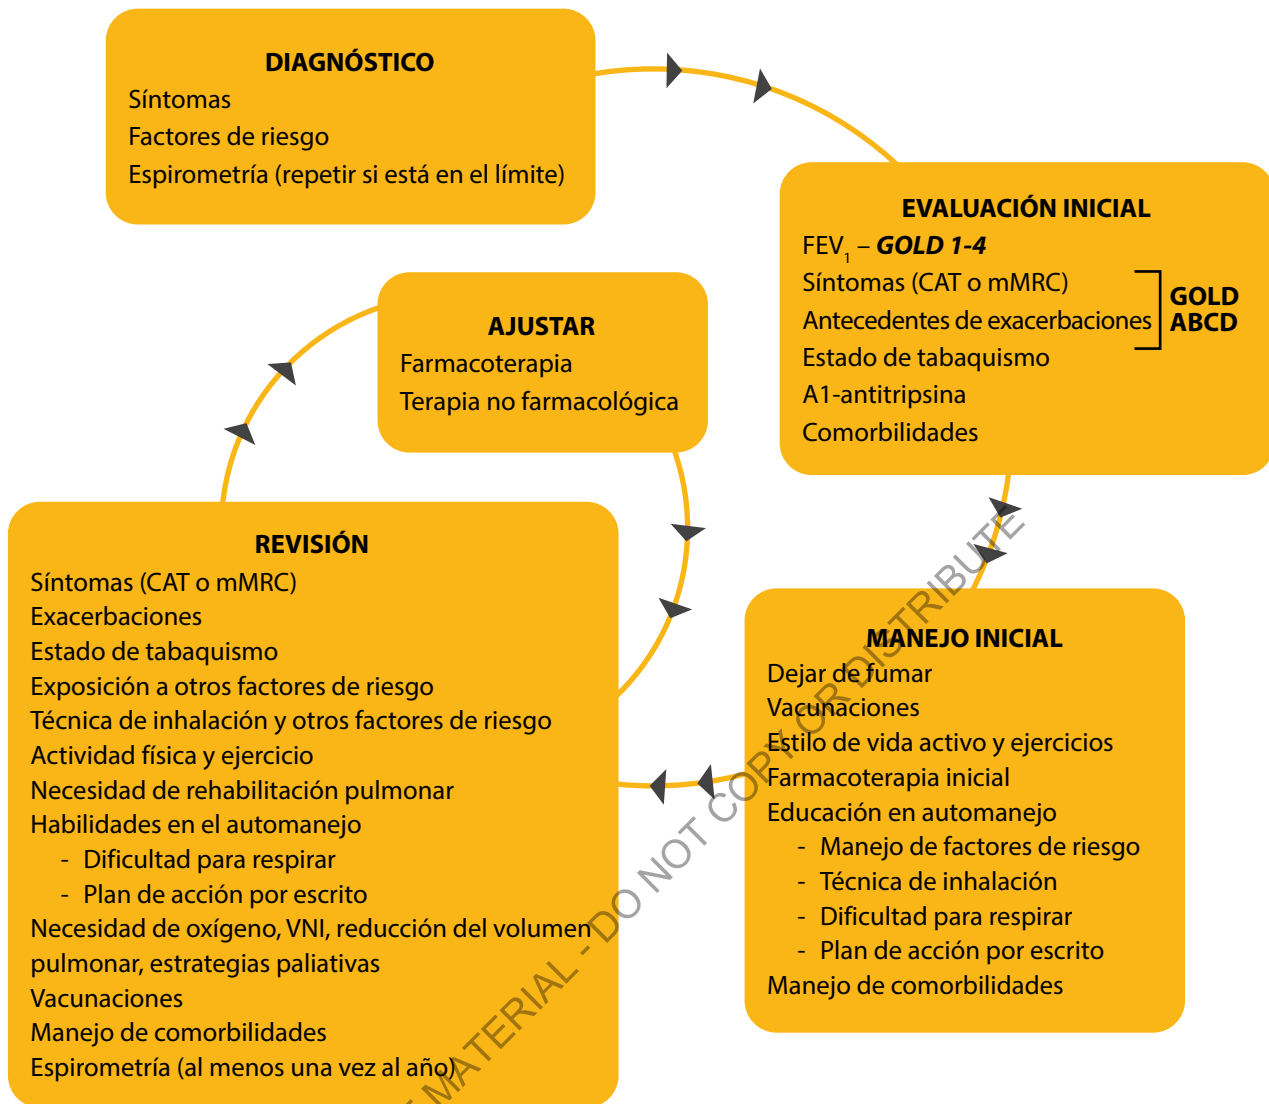 DIAGNÓSTICO
Síntomas
Factores de riesgo
Espirometría (repetir si está en el límite)
EVALUACIÓN INICIAL
FEV₁ – GOLD 1-4
Síntomas (CAT o mMRC)
Antecedentes de exacerbaciones
GOLD
ABCD
Estado de tabaquismo
A1-antitripsina
Comorbilidades
AJUSTAR
Farmacoterapia
Terapia no farmacológica
REVISIÓN
Síntomas (CAT o mMRC)
Exacerbaciones
Estado de tabaquismo
Exposición a otros factores de riesgo
Técnica de inhalación y otros factores de riesgo
Actividad física y ejercicio
Necesidad de rehabilitación pulmonar
Habilidades en el automanejo
- Dificultad para respirar
- Plan de acción por escrito
Necesidad de oxígeno, VNI, reducción del volumen
pulmonar, estrategias paliativas
Vacunaciones
Manejo de comorbilidades
Espirometría (al menos una vez al año)
MANEJO INICIAL
Dejar de fumar
Vacunaciones
Estilo de vida activo y ejercicios
Farmacoterapia inicial
Educación en automanejo
- Manejo de factores de riesgo
- Técnica de inhalación
- Dificultad para respirar
- Plan de acción por escrito
Manejo de comorbilidades
MATERIAL - DO NOT COPY OR DISTRIBUTE